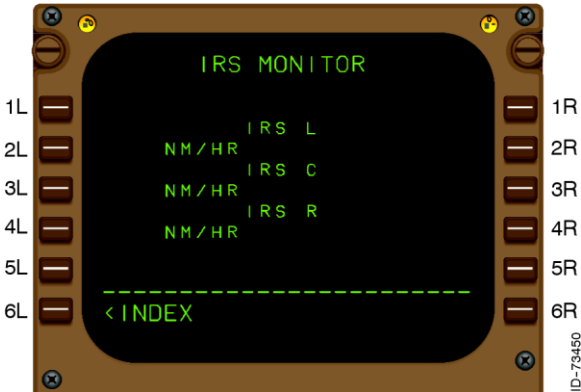 IRS MONITOR
1L
1R
IRS L
2L
NM/HR
2R
IRS C
3L
NM/HR
3R
IRS R
4L
NM/HR
4R
5L
5R
6L
<INDEX
6R
ID-73450